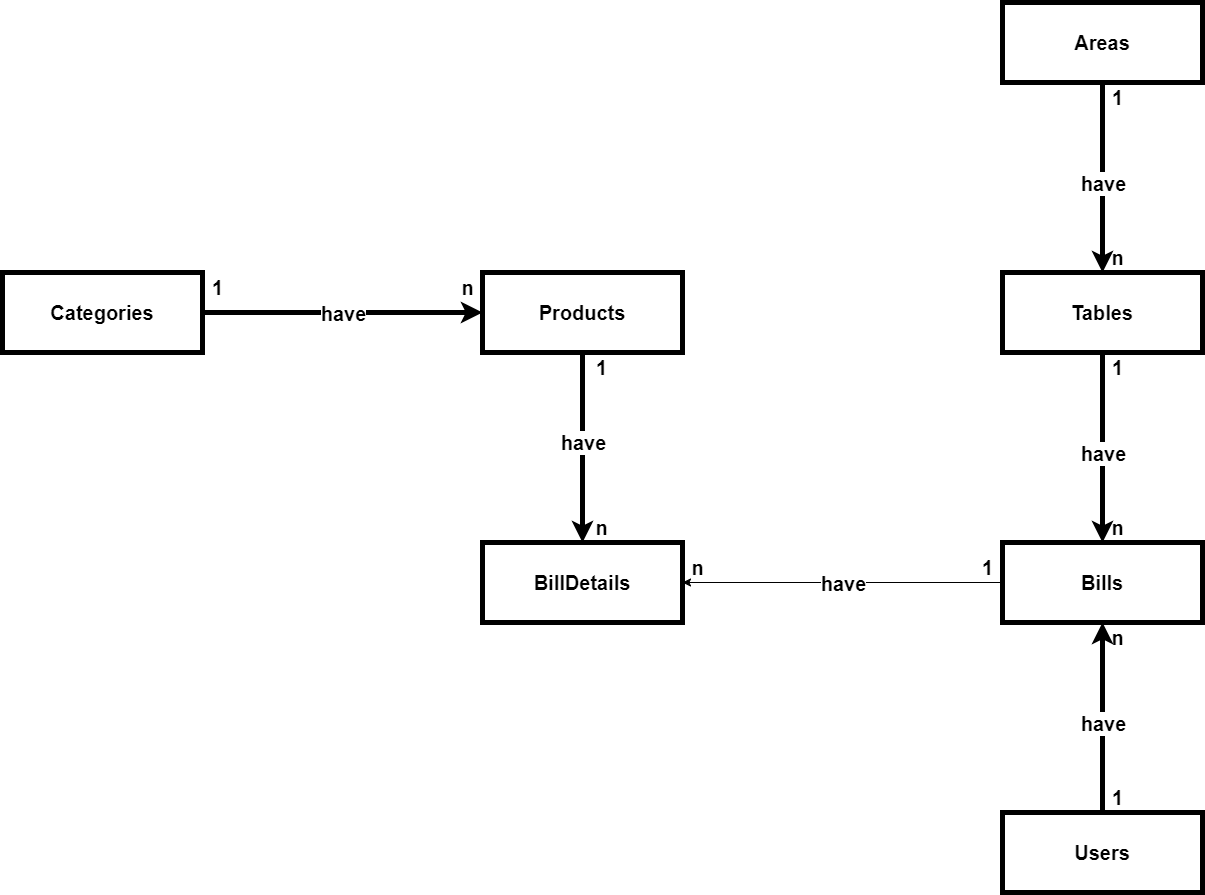 Areas
1
have
n
Categories
1
have
n
Products
Tables
1
1
have
have
n
n
BillDetails
n
have
1
Bills
n
have
1
Users